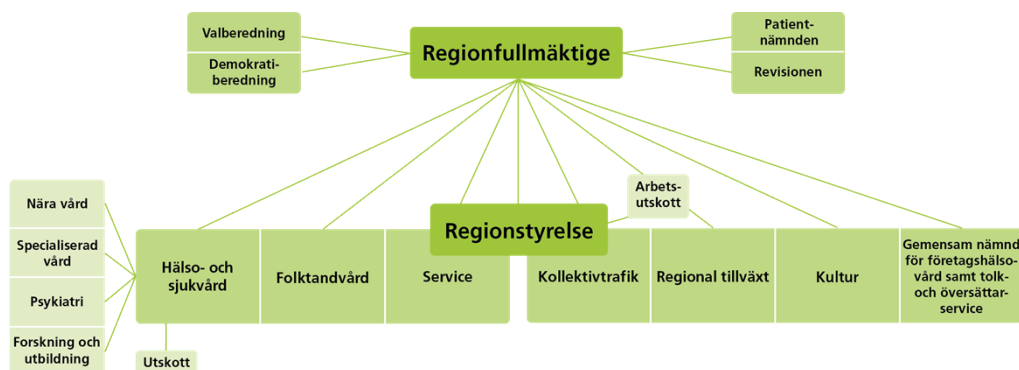 Valberedning
Demokrati-
beredning
Regionfullmäktige
Patient-
nämnden
Revisionen
Arbets-
utskott
Regionstyrelse
Nära vård
Specialiserad
vård
Psykiatri
Forskning och
utbildning
Hälso- och
sjukvård
Utskott
Folktandvård
Service
Kollektivtrafik
Regional tillväxt
Kultur
Gemensam nämnd
för företagshälso-
vård samt tolk-
och översättar-
service